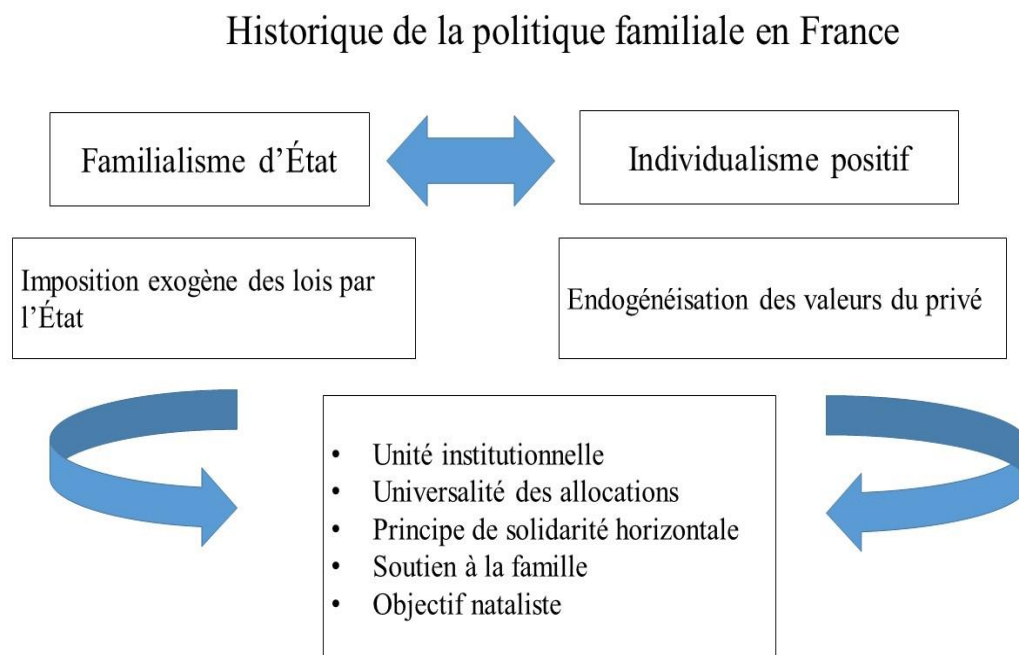 Historique de la politique familiale en France
Familialisme d’État
Individualisme positif
Imposition exogène des lois par
l’État
Endogénéisation des valeurs du privé
• Unité institutionnelle
• Universalité des allocations
• Principe de solidarité horizontale
• Soutien à la famille
• Objectif nataliste